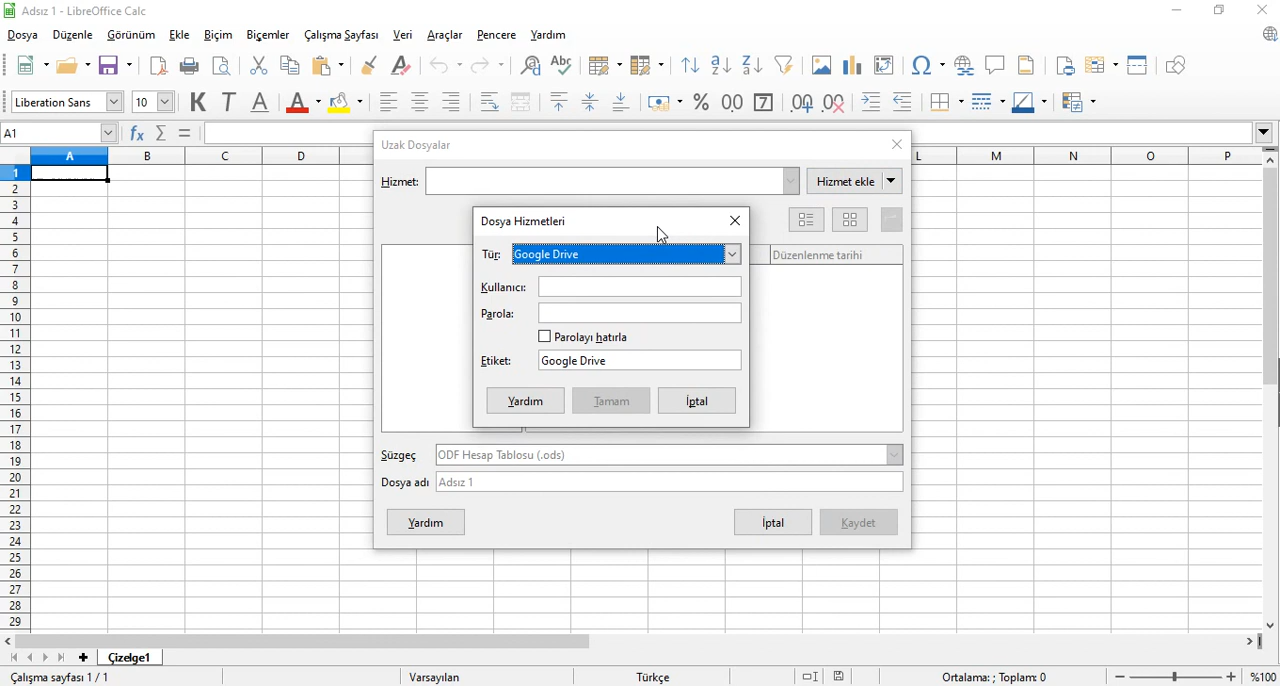 Adsız 1 - LibreOffice Calc
Dosya Düzenle Görünüm Ekle Biçim Biçemler Çalışma Sayfası Veri Araçlar Pencere Yardım
Liberation Sans 10 K T A A % 00 7
A1 fx Σ =
Uzak Dosyalar
A B C D L M N O P
Hizmet: Hizmet ekle
Dosya Hizmetleri
Tür: Google Drive
Düzenlenme tarihi
Kullanıcı:
Parola:
Parolayı hatırla
Etiket: Google Drive
Yardım Tamam İptal
Süzgeç ODF Hesap Tablosu (.ods)
Dosya adı Adsız 1
Yardım İptal Kaydet
1
2
3
4
5
6
7
8
9
10
11
12
13
14
15
16
17
18
19
20
21
22
23
24
25
26
27
28
29
Çizelge1
Çalışma sayfası 1 / 1 Varsayılan Türkçe Ortalama: ; Toplam: 0 %100